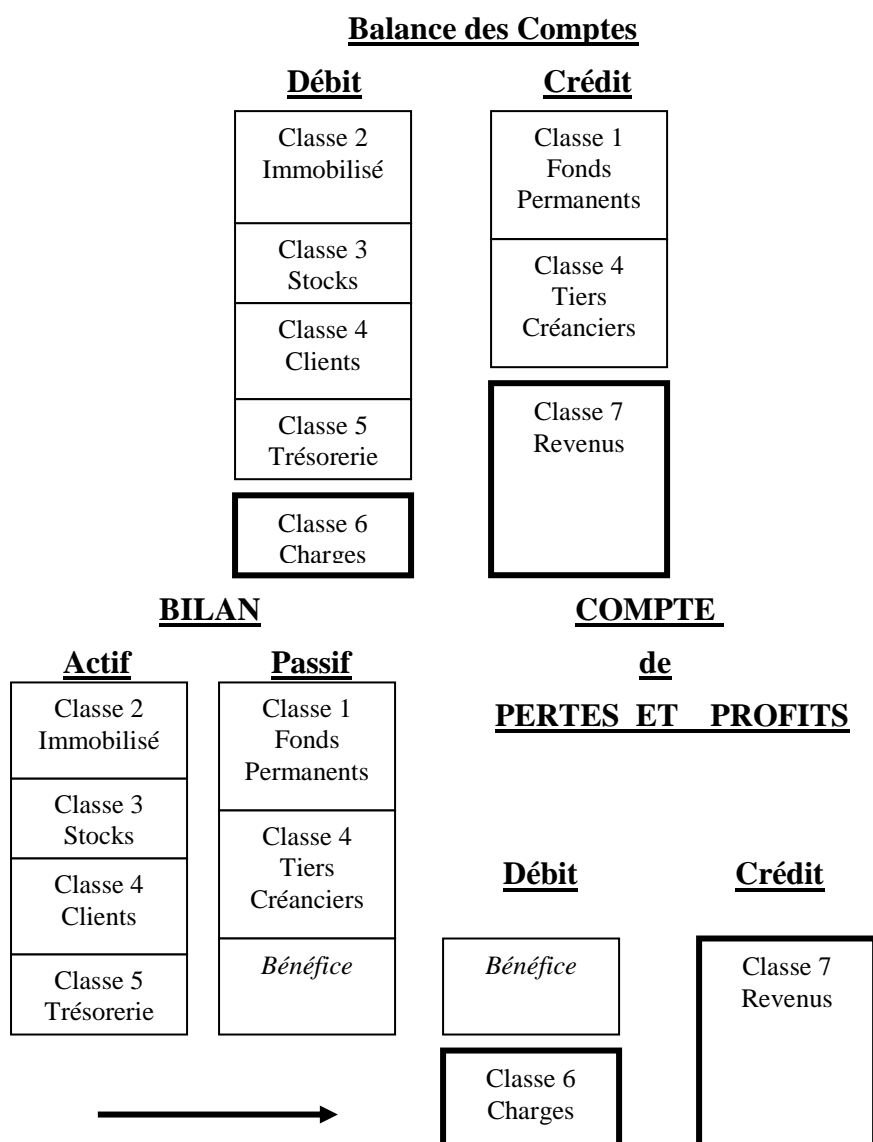 Balance des Comptes
Débit
Crédit
Classe 2
Immobilisé
Classe 3
Stocks
Classe 4
Clients
Classe 5
Trésorerie
Classe 6
Charges
Classe 1
Fonds
Permanents
Classe 4
Tiers
Créanciers
Classe 7
Revenus
BILAN
Actif
Passif
Classe 2
Immobilisé
Classe 3
Stocks
Classe 4
Clients
Classe 5
Trésorerie
Classe 1
Fonds
Permanents
Classe 4
Tiers
Créanciers
Bénéfice
COMPTE
de
PERTES ET PROFITS
Débit
Crédit
Bénéfice
Classe 6
Charges
Classe 7
Revenus